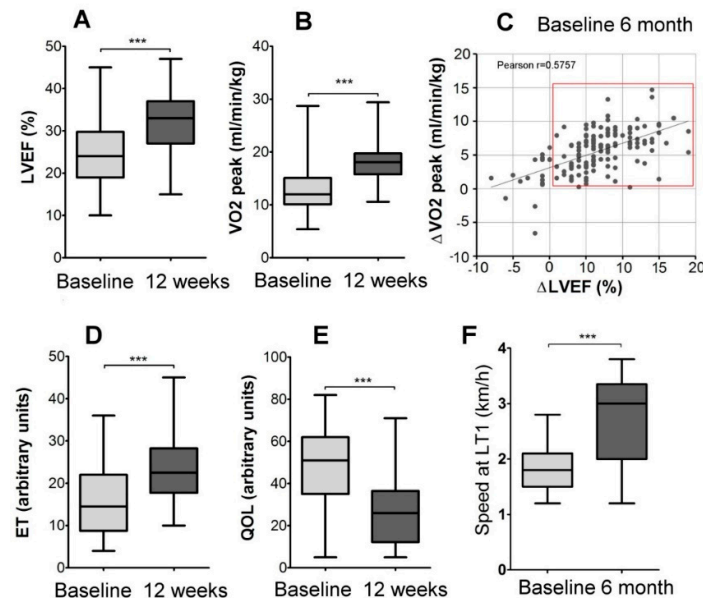 A
***
LVEF (%)
50
40
30
20
10
0
Baseline 12 weeks
B
***
VO2 peak (ml/min/kg)
40
30
20
10
0
Baseline 12 weeks
C Baseline 6 month
Pearson r=0.5757
Δ VO2 peak (ml/min/kg)
20
15
10
5
0
-5
-10
-10 -5 0 10 10 15 20
ΔLVEF (%)
D
***
ET (arbitrary units)
50
40
30
20
10
0
Baseline 12 weeks
E
***
QOL (arbitrary units)
100
80
60
40
20
0
Baseline 12 weeks
F
***
Speed at LT1 (km/h)
4
3
2
1
0
Baseline 6 month